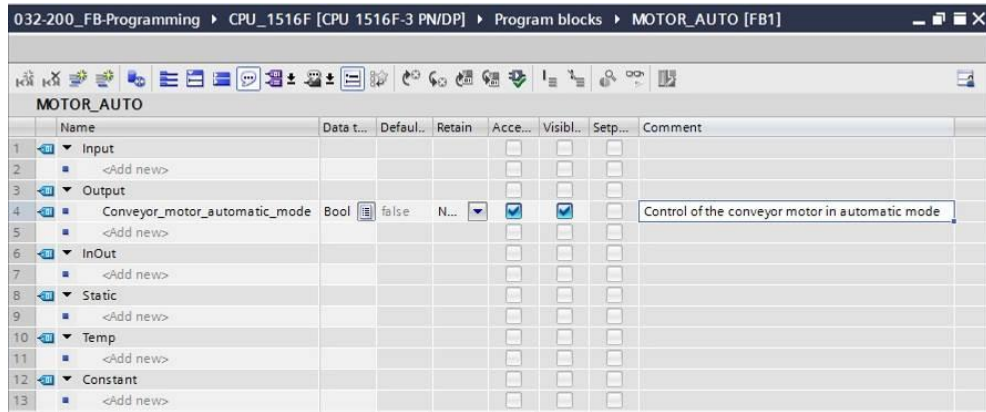 032-200_FB-Programming ▸ CPU_1516F [CPU 1516F-3 PN/DP] ▸ Program blocks ▸ MOTOR_AUTO [FB1]
MOTOR_AUTO
Name Data t... Defaul... Retain Acce... Visibl... Setp... Comment
1 Input
2 <Add new>
3 Output
4 Conveyor_motor_automatic_mode Bool false N... Control of the conveyor motor in automatic mode
5 <Add new>
6 InOut
7 <Add new>
8 Static
9 <Add new>
10 Temp
11 <Add new>
12 Constant
13 <Add new>